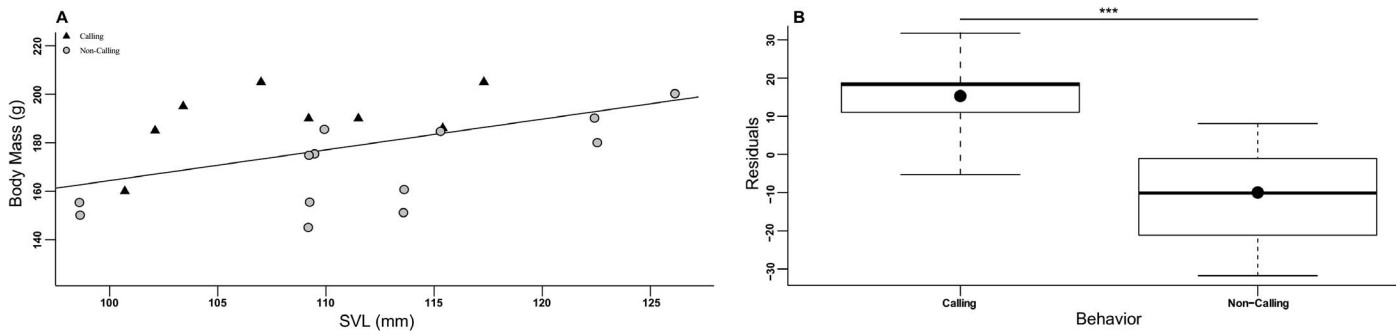 A
Calling
Non-Calling
220
200
180
160
140
Body Mass (g)
100
105
110
115
120
125
SVL (mm)
B
***
30
20
10
0
−10
−20
−30
Residuals
Calling
Non−Calling
Behavior